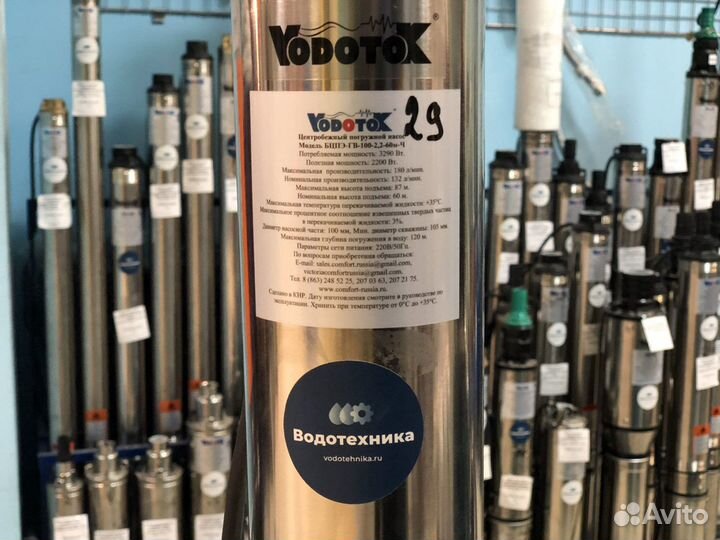 VODOTOK®
VODOTOK® 29
Центробежный погружной насос
Модель БЦПЭ-ГВ-100-2,2-60м-Ч
Потребляемая мощность: 3290 Вт.
Полезная мощность: 2200 Вт.
Максимальная производительность: 180 л/мин.
Номинальная производительность: 132 л/мин.
Максимальная высота подъема: 87 м.
Номинальная высота подъема: 60 м.
Максимальная температура перекачиваемой жидкости: +35°С
Максимальное процентное соотношение взвешенных твердых частиц
в перекачиваемой жидкости: 3%.
Диаметр насосной части: 100 мм, Мин. диаметр скважины: 105 мм.
Максимальная глубина погружения в воду: 120 м.
Параметры сети питания: 220В/50Гц.
По вопросам приобретения обращаться:
E-mail: sales.comfort.russia@gmail.com,
victoriacomfortrussia@gmail.com,
Тел. 8 (863) 248 52 25, 207 03 63, 207 21 75.
www.comfort-russia.ru.
Сделано в КНР. Дату изготовления смотрите в руководстве по
эксплуатации. Хранить при температуре от 0°С до +35°С.
Водотехника
vodotehnika.ru
Avito